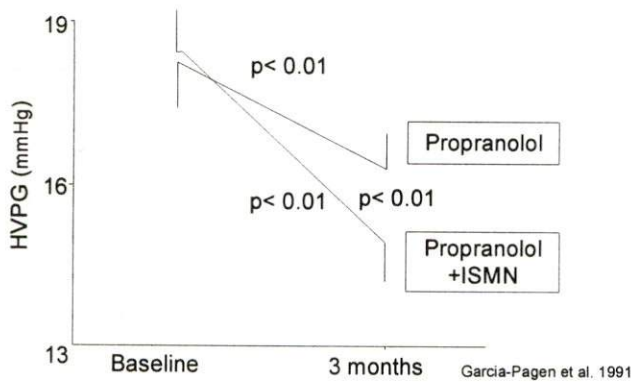 19
p< 0.01
Propranolol
HVPG (mmHg)
16
p< 0.01
p< 0.01
Propranolol
+ISMN
13
Baseline
3 months
Garcia-Pagen et al. 1991